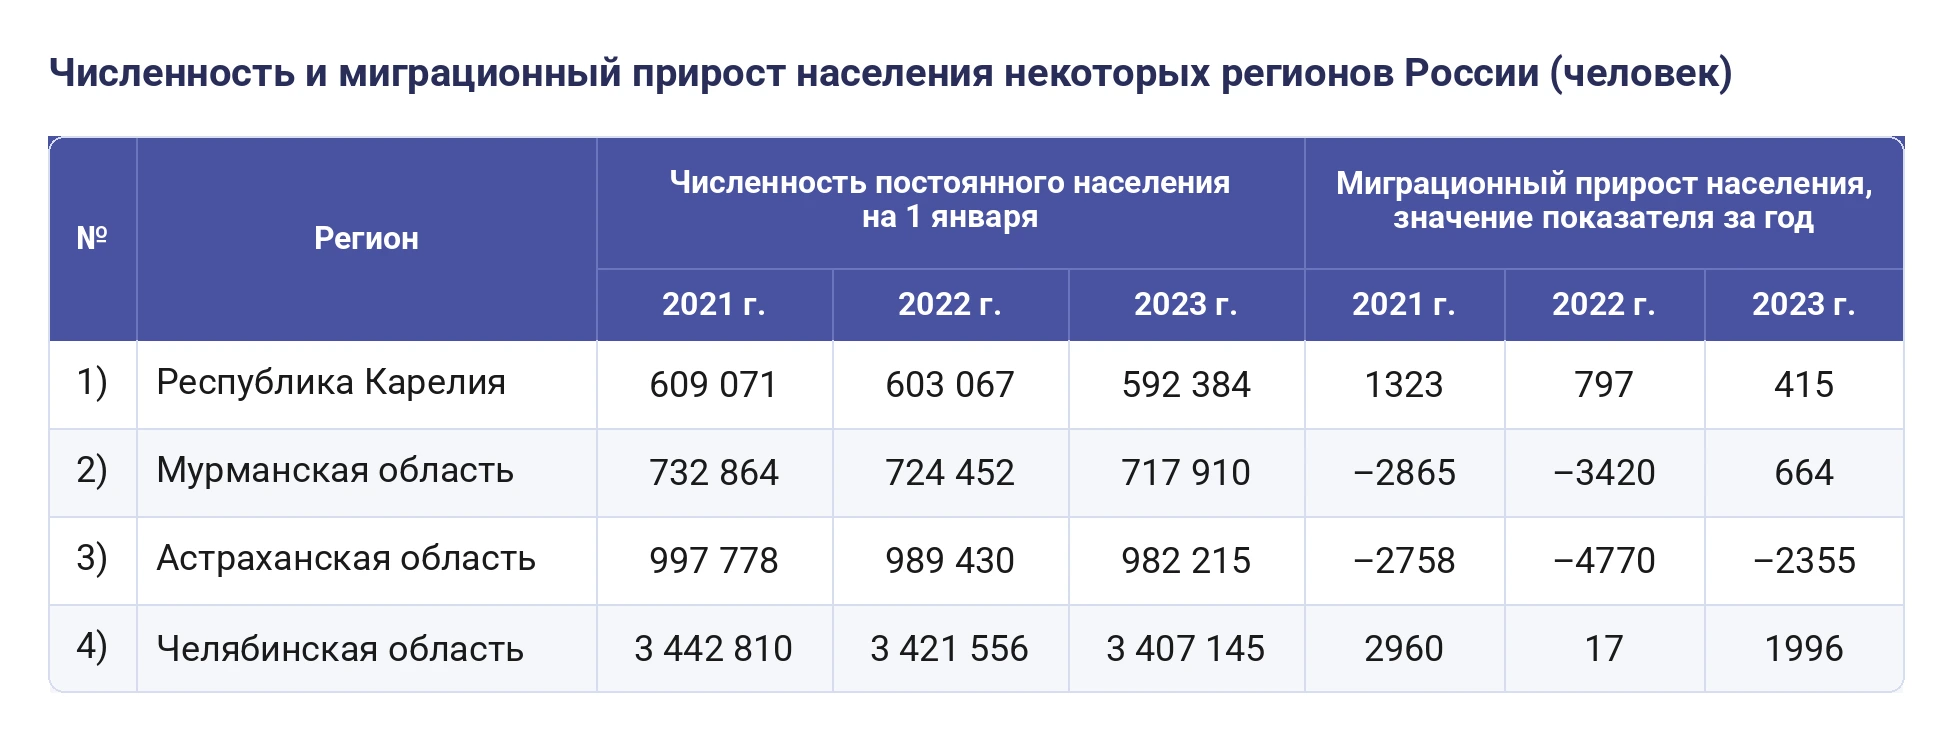 Численность и миграционный прирост населения некоторых регионов России (человек)
№ Регион Численность постоянного населения на 1 января Миграционный прирост населения, значение показателя за год
2021 г. 2022 г. 2023 г. 2021 г. 2022 г. 2023 г.
1) Республика Карелия 609 071 603 067 592 384 1323 797 415
2) Мурманская область 732 864 724 452 717 910 –2865 –3420 664
3) Астраханская область 997 778 989 430 982 215 –2758 –4770 –2355
4) Челябинская область 3 442 810 3 421 556 3 407 145 2960 17 1996